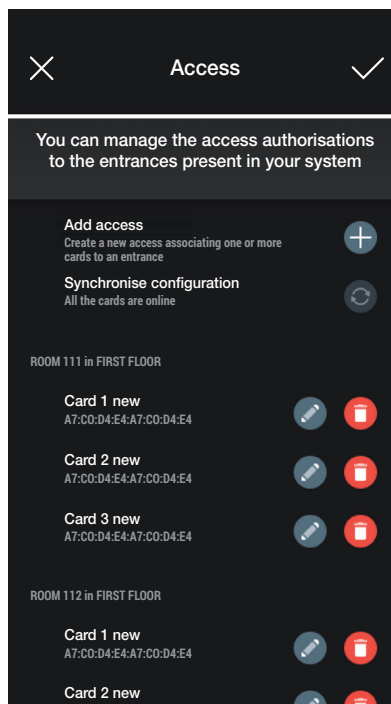 Access
You can manage the access authorisations
to the entrances present in your system
Add access
Create a new access associating one or more
cards to an entrance
Synchronise configuration
All the cards are online
ROOM 111 in FIRST FLOOR
Card 1 new
A7:C0:D4:E4:A7:C0:D4:E4
Card 2 new
A7:C0:D4:E4:A7:C0:D4:E4
Card 3 new
A7:C0:D4:E4:A7:C0:D4:E4
ROOM 112 in FIRST FLOOR
Card 1 new
A7:C0:D4:E4:A7:C0:D4:E4
Card 2 new